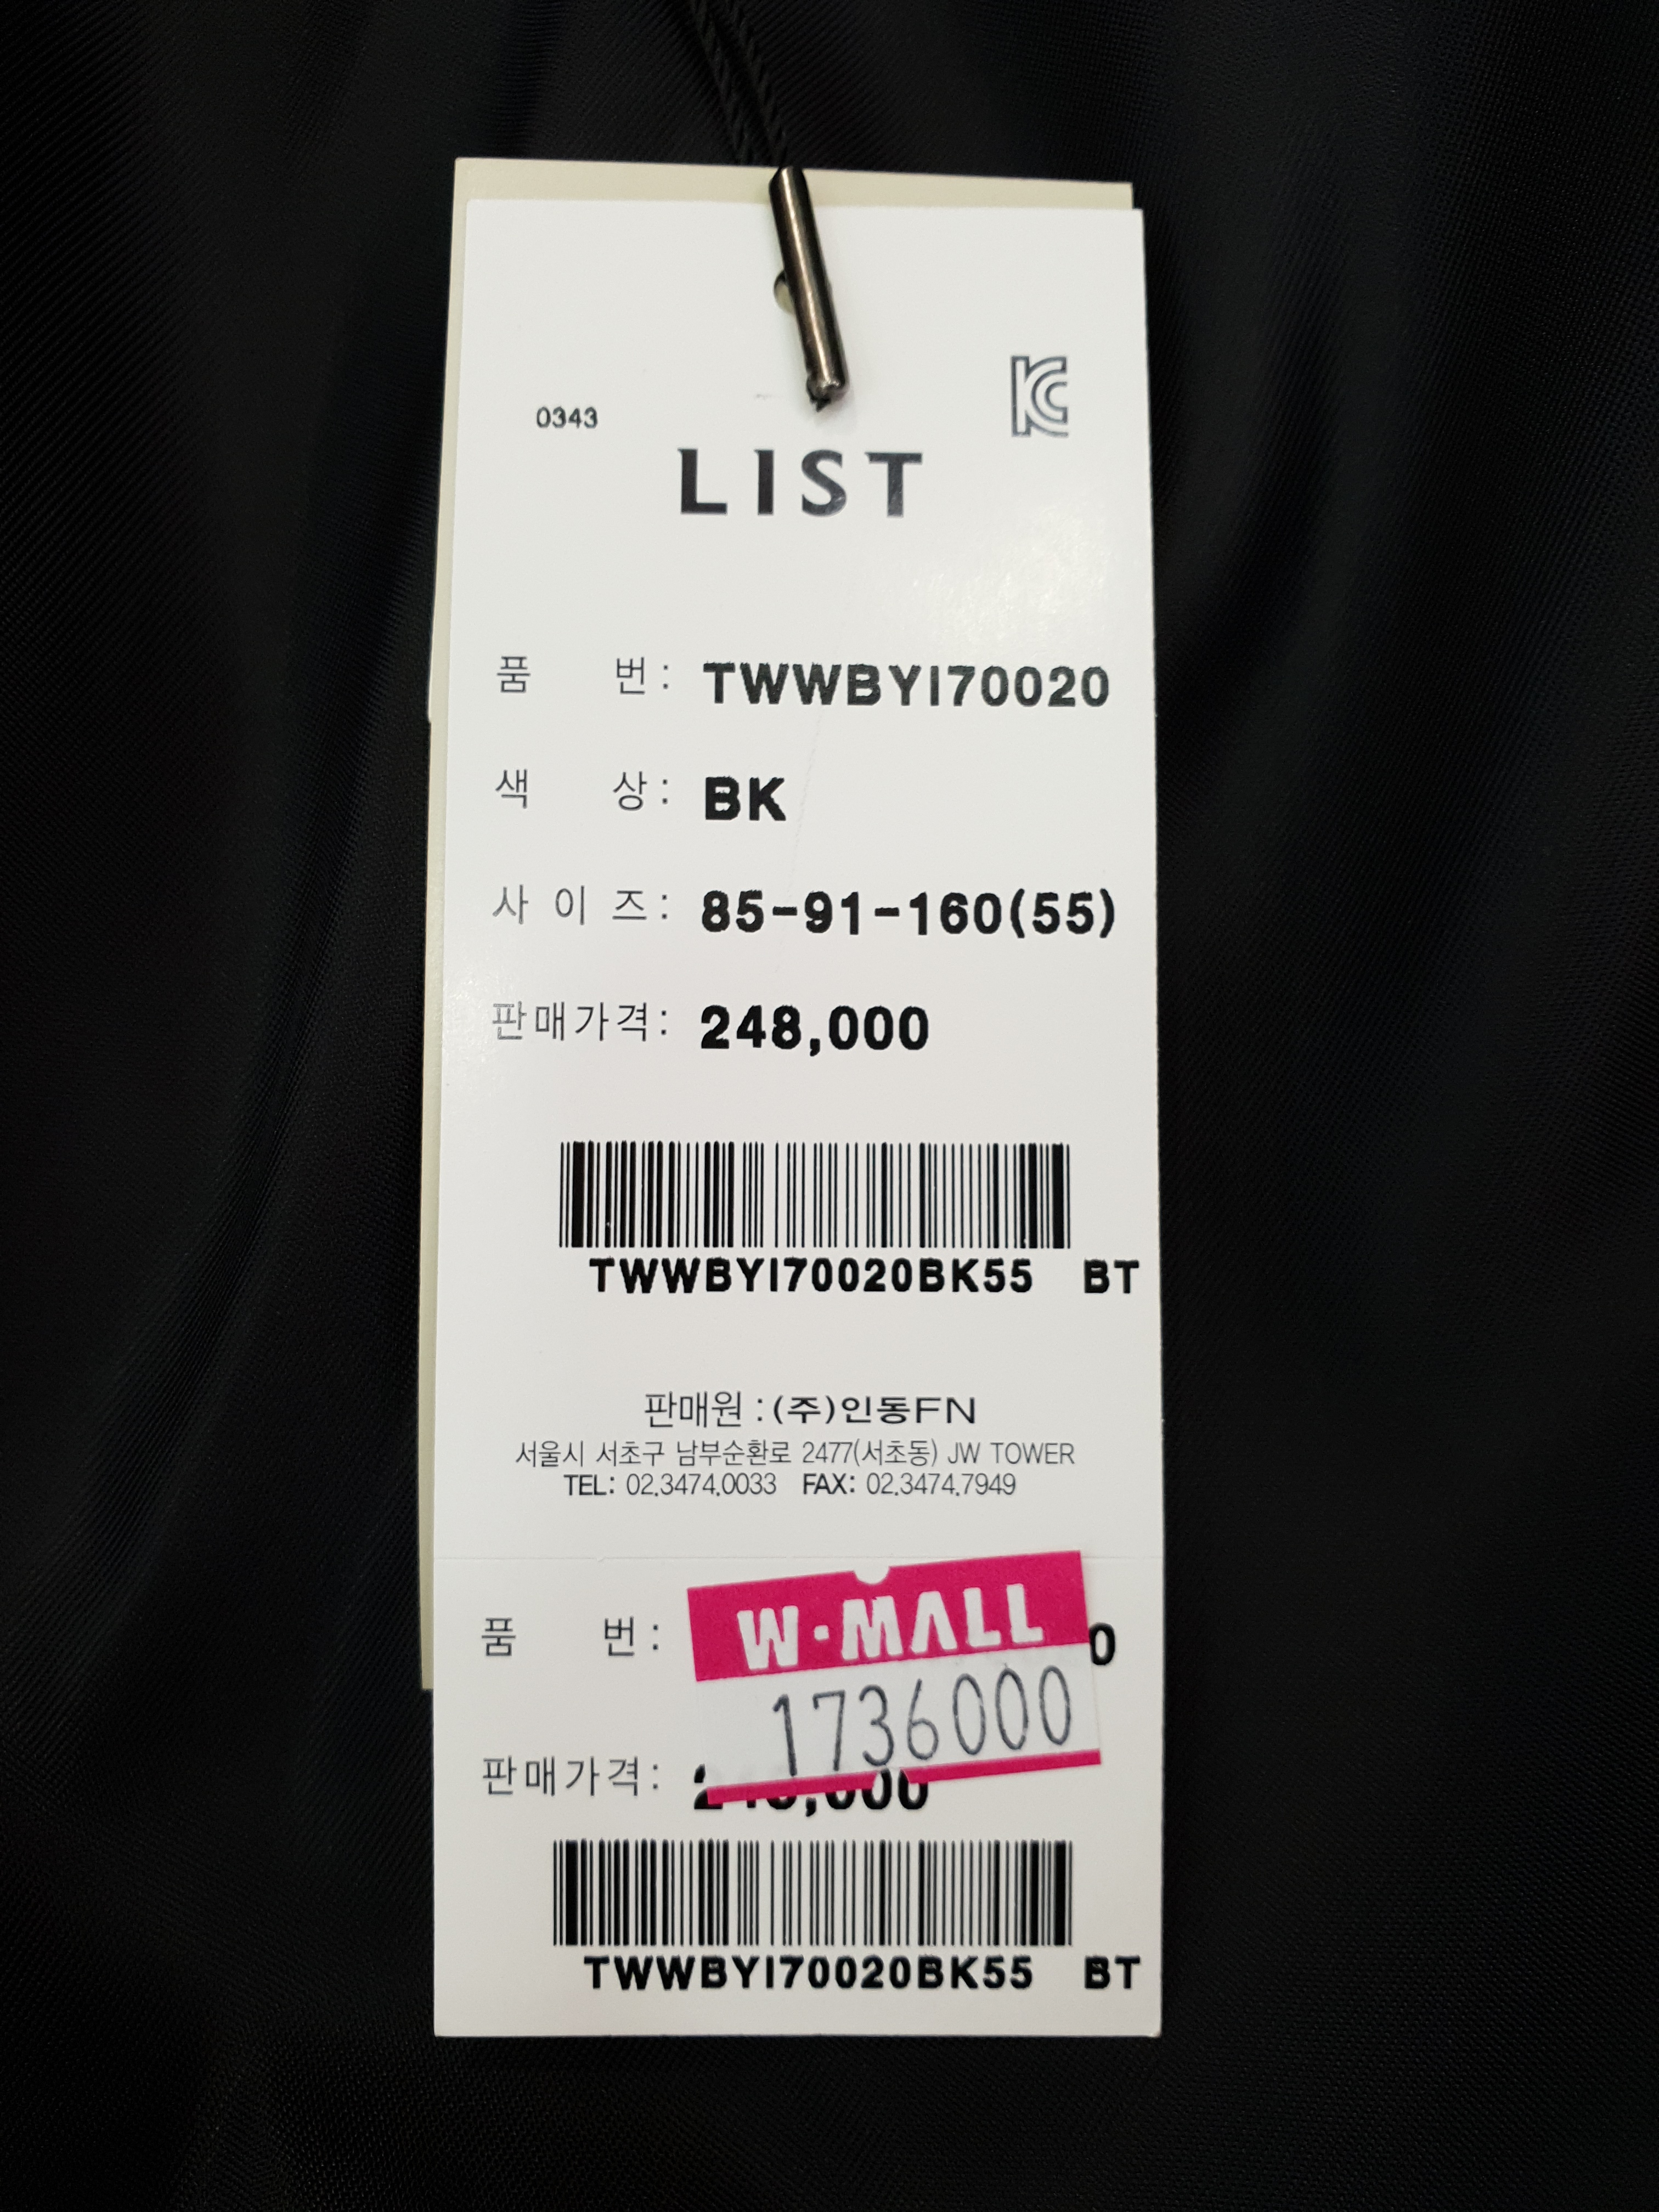 0343
LIST
품 번: TWWBYI70020
색 상: BK
사 이 즈: 85-91-160(55)
판매가격: 248,000
TWWBYI70020BK55 BT
판매원 : (주)인동FN
서울시 서초구 남부순환로 2477(서초동) JW TOWER
TEL: 02.3474.0033 FAX: 02.3474.7949
W·MALL
품 번: 0
1736000
판매가격:
TWWBYI70020BK55 BT